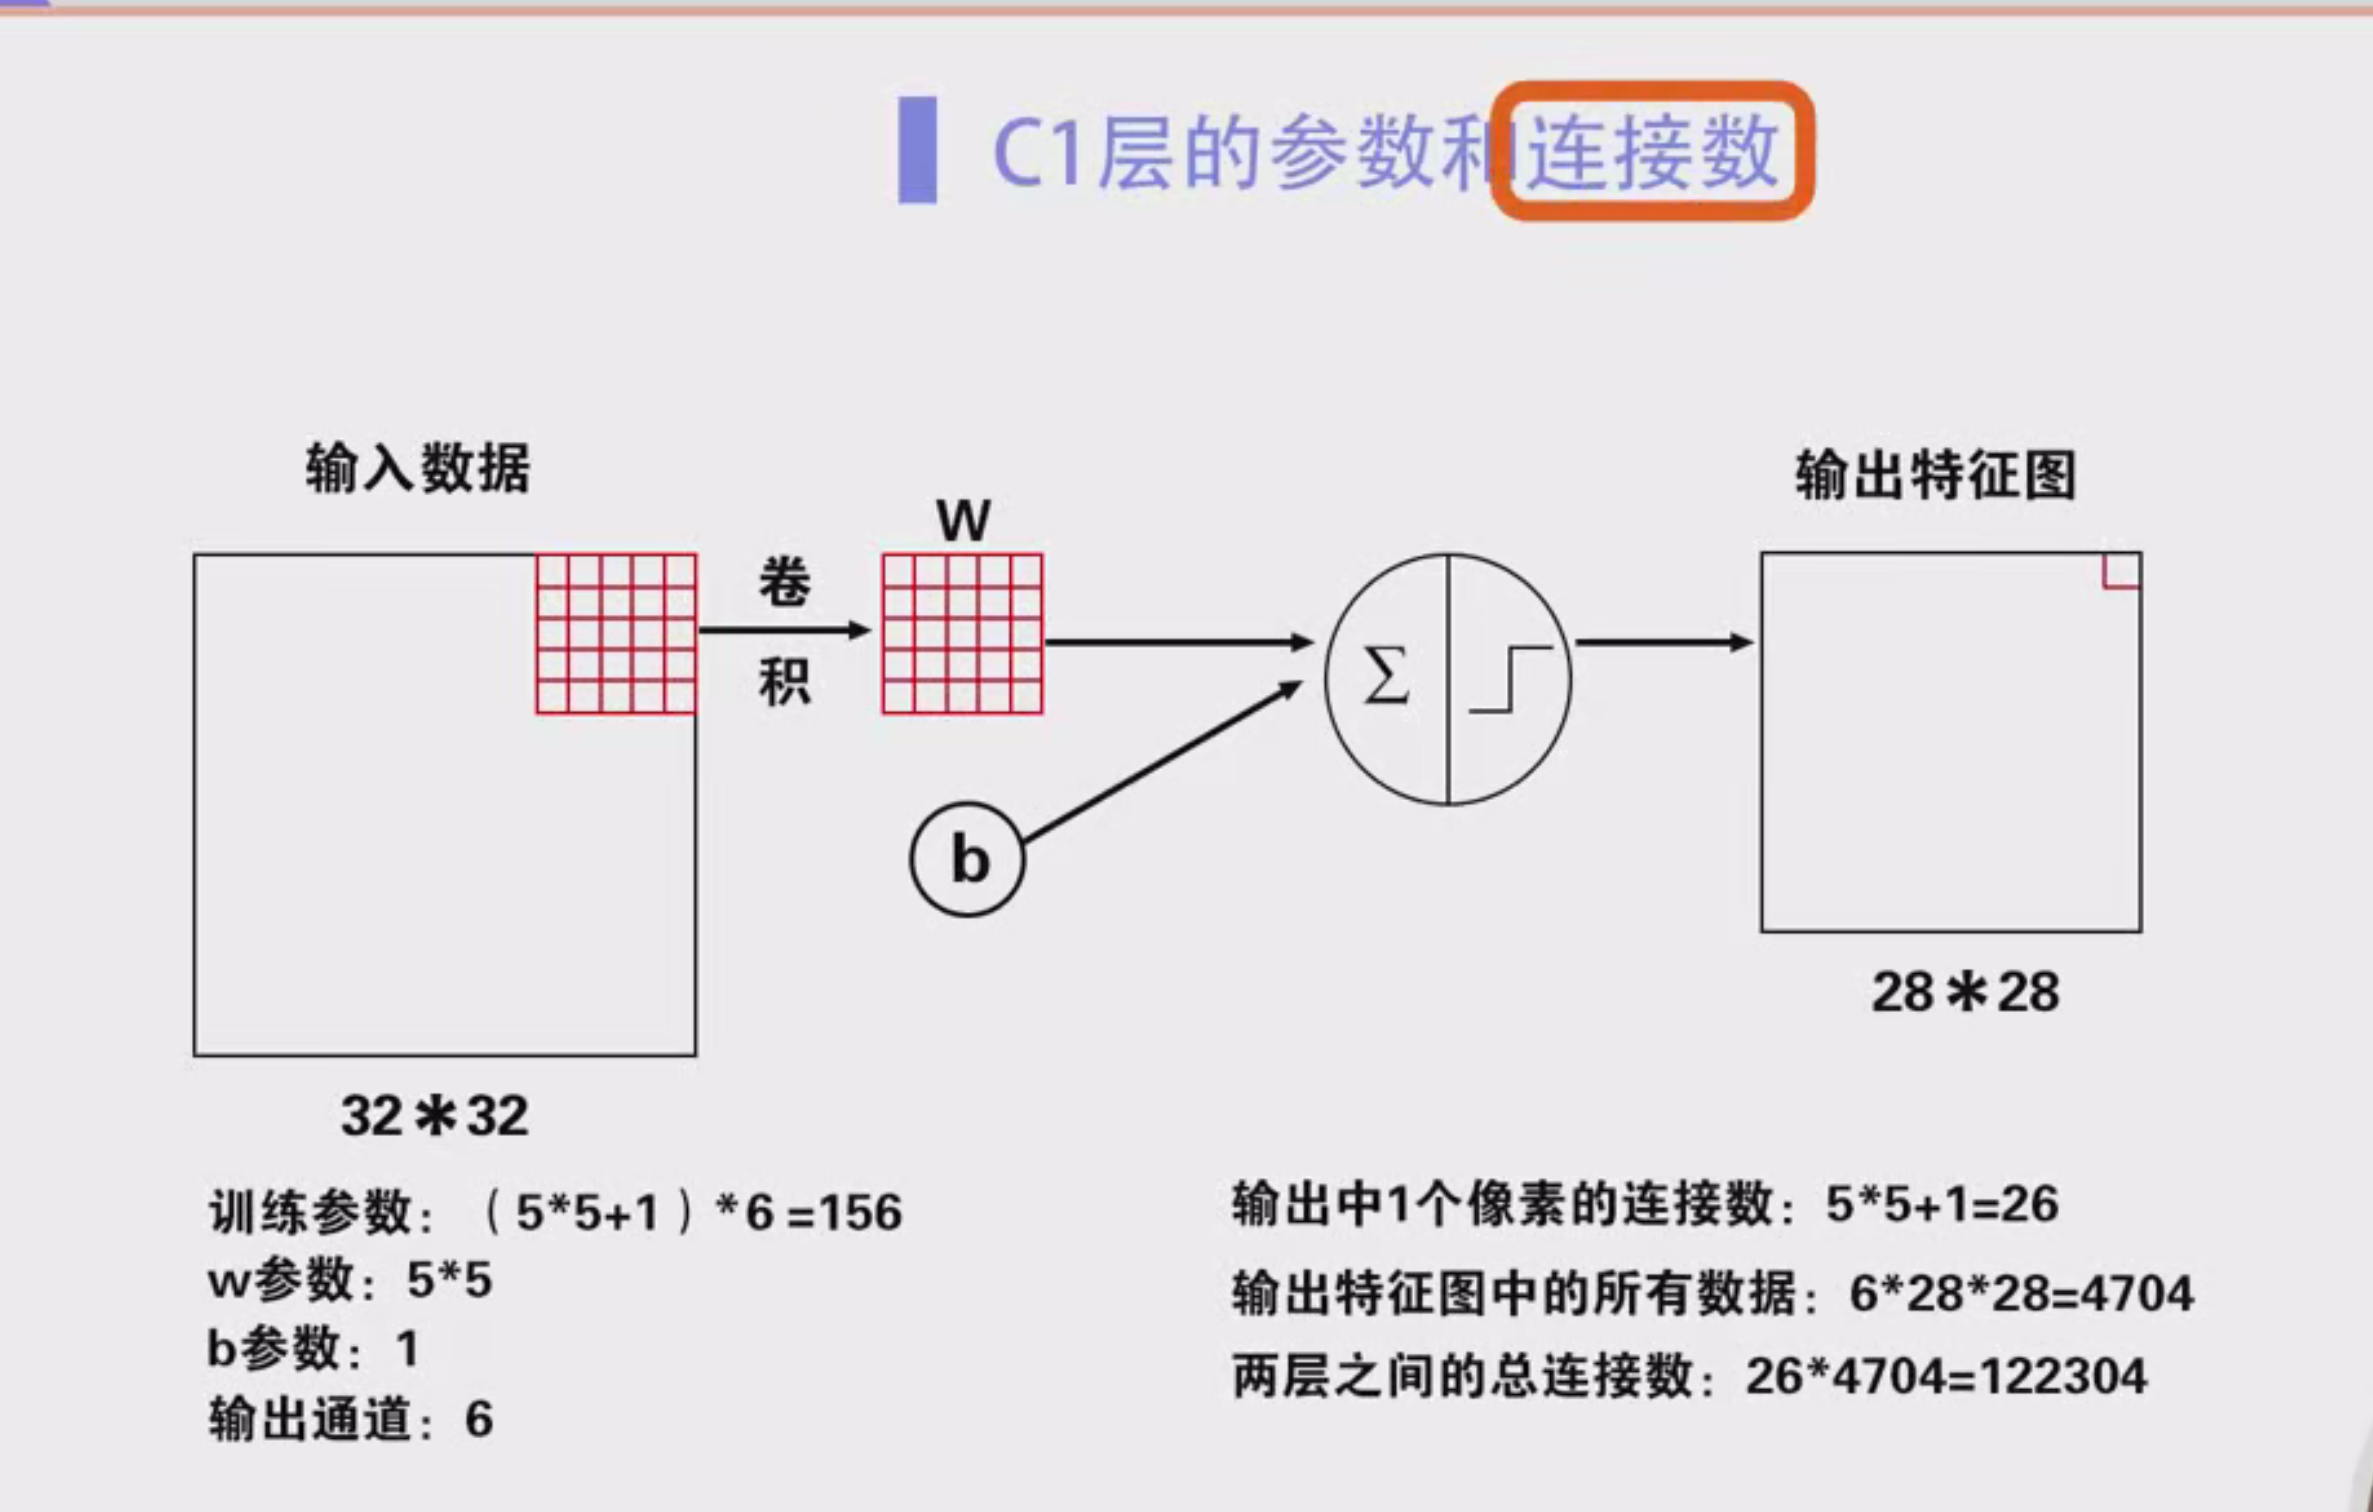 C1层的参数和连接数
输入数据
输出特征图
W
卷
积
Σ
b
28*28
32*32
训练参数：（5*5+1）*6=156
w参数：5*5
b参数：1
输出通道：6
输出中1个像素的连接数：5*5+1=26
输出特征图中的所有数据：6*28*28=4704
两层之间的总连接数：26*4704=122304